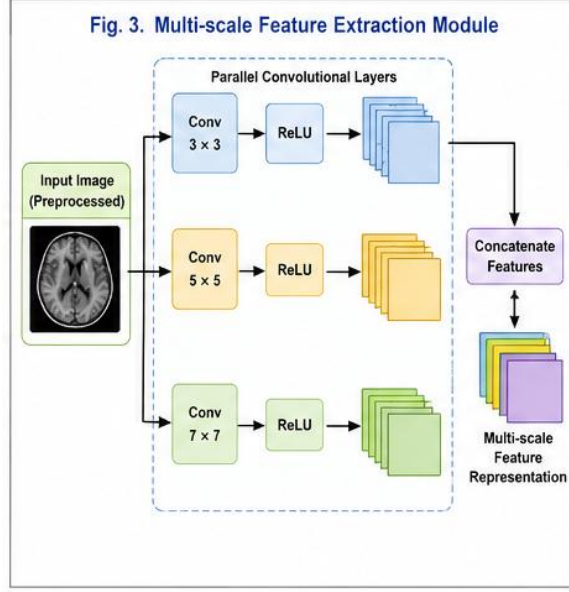 Fig. 3. Multi-scale Feature Extraction Module
Parallel Convolutional Layers
Input Image
(Preprocessed)
Conv
3 × 3
ReLU
Conv
5 × 5
ReLU
Conv
7 × 7
ReLU
Concatenate
Features
Multi-scale
Feature
Representation